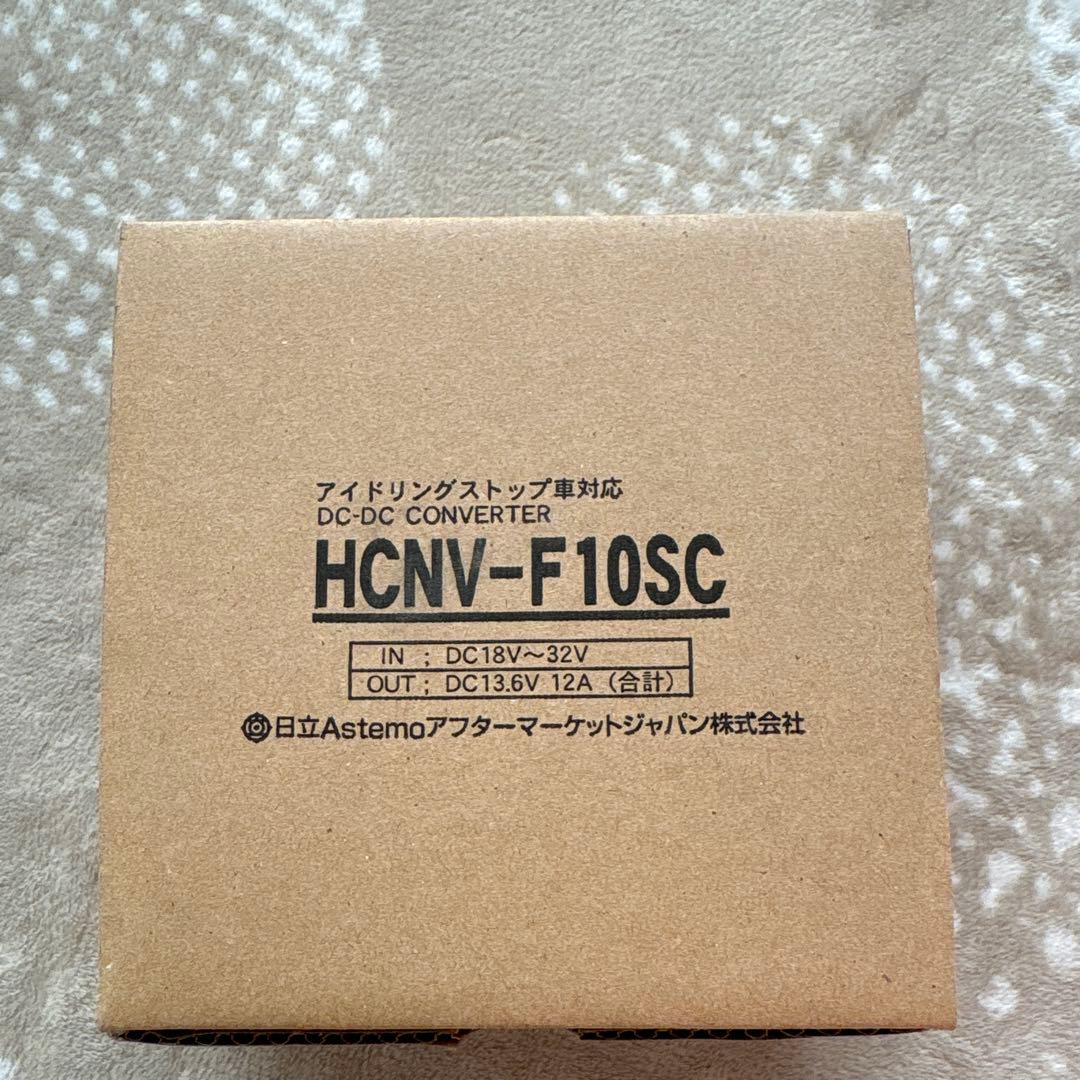 アイドリングストップ車対応
DC-DC CONVERTER
HCNV-F10SC
IN ; DC18V～32V
OUT ; DC13.6V 12A（合計）
日立Astemoアフターマーケットジャパン株式会社